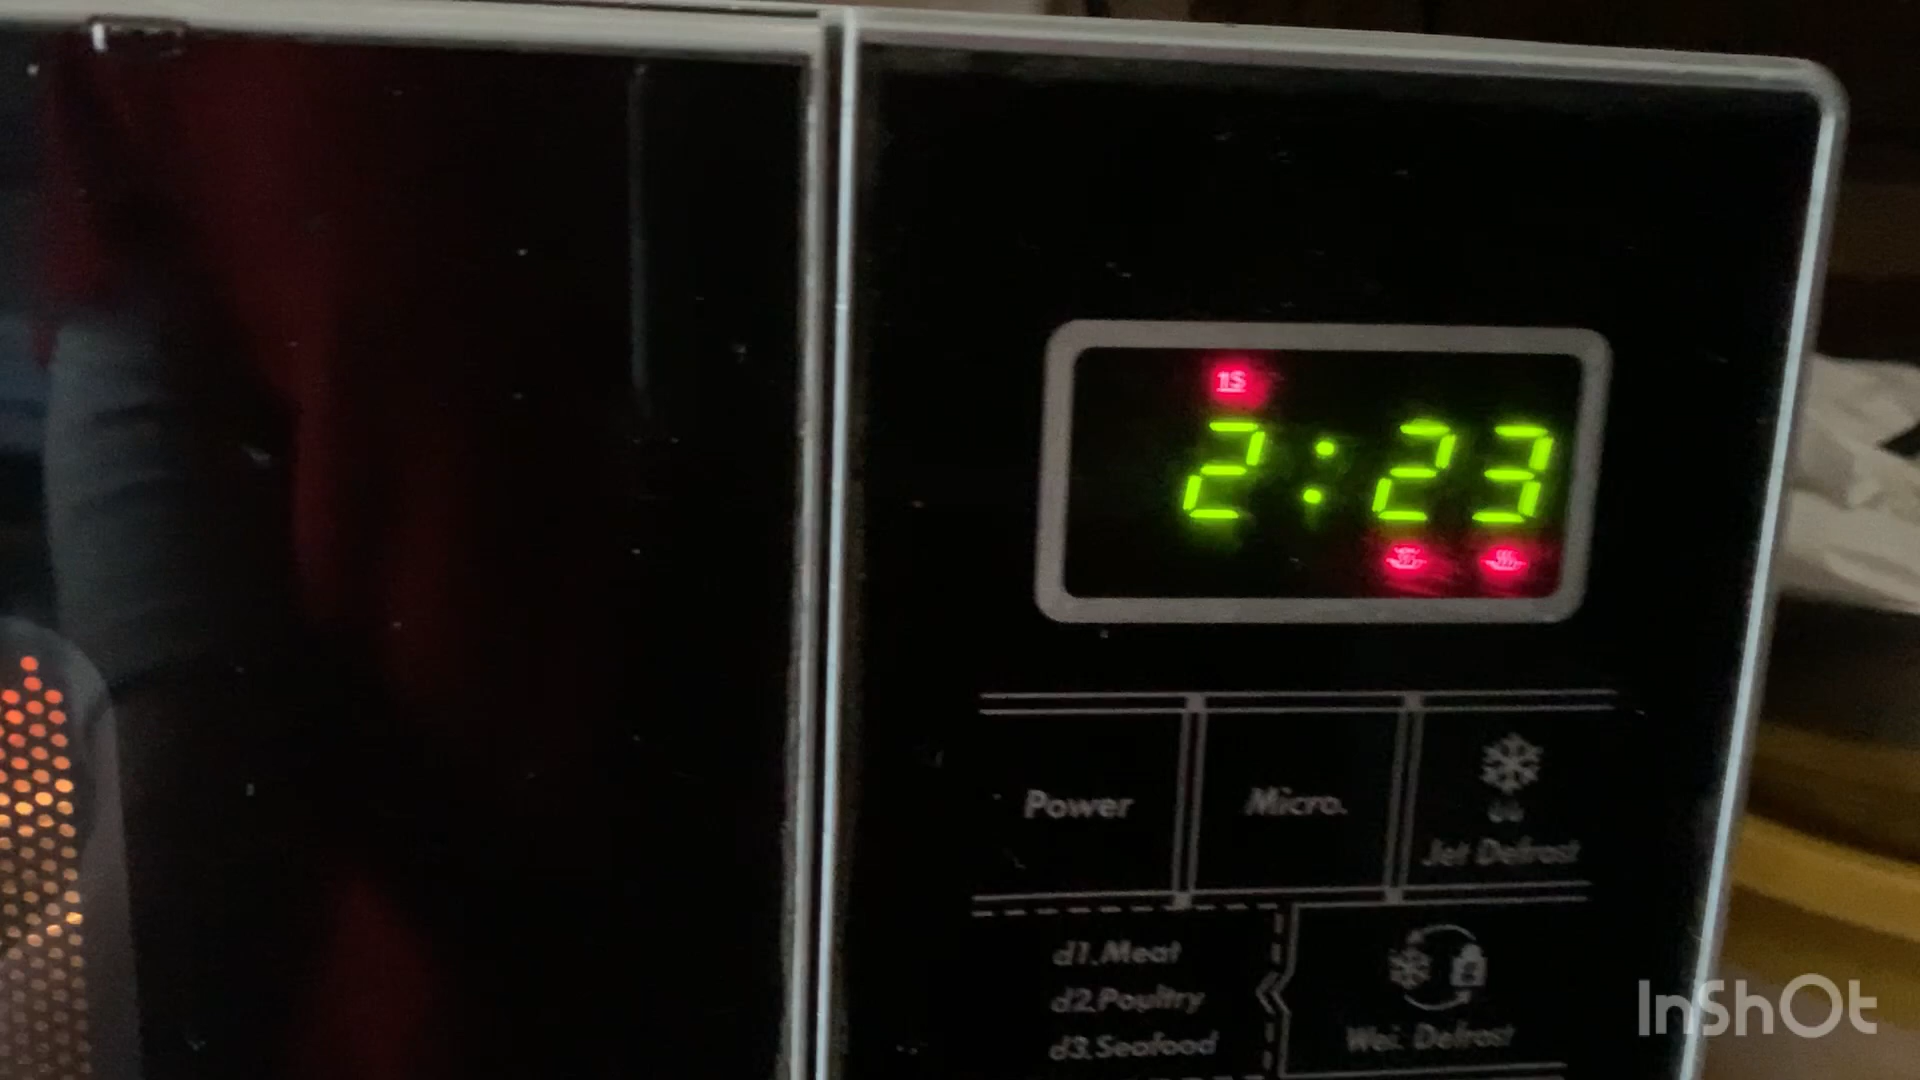 1S
2:23
Power
Micro.
Jet Defrost
d1.Meat
d2.Poultry
d3.Seafood
Wei. Defrost
InShOt